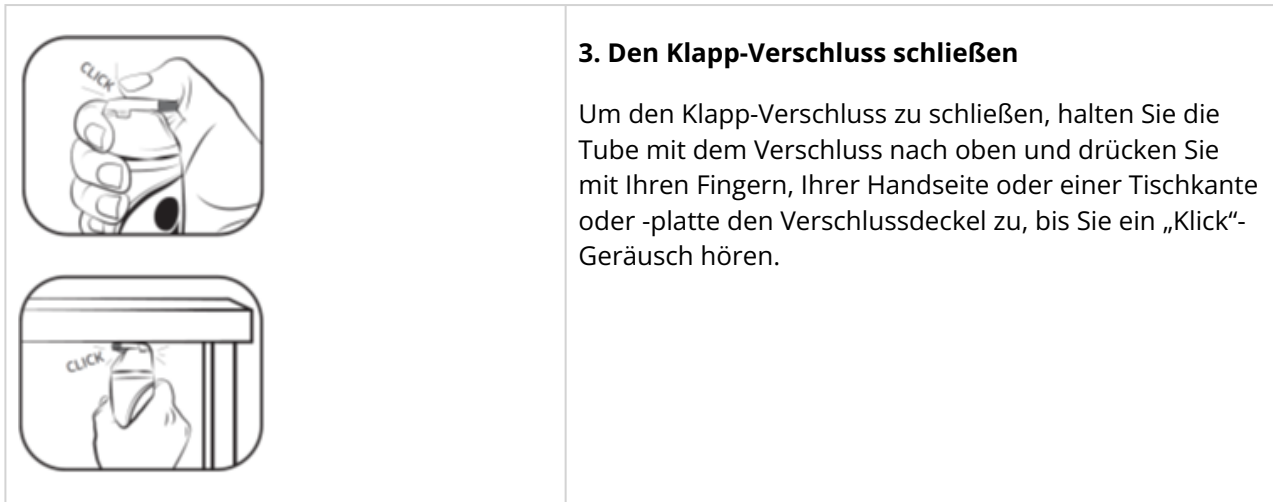 CLICK
CLICK
3. Den Klapp-Verschluss schließen
Um den Klapp-Verschluss zu schließen, halten Sie die
Tube mit dem Verschluss nach oben und drücken Sie
mit Ihren Fingern, Ihrer Handseite oder einer Tischkante
oder -platte den Verschlussdeckel zu, bis Sie ein „Klick“-
Geräusch hören.